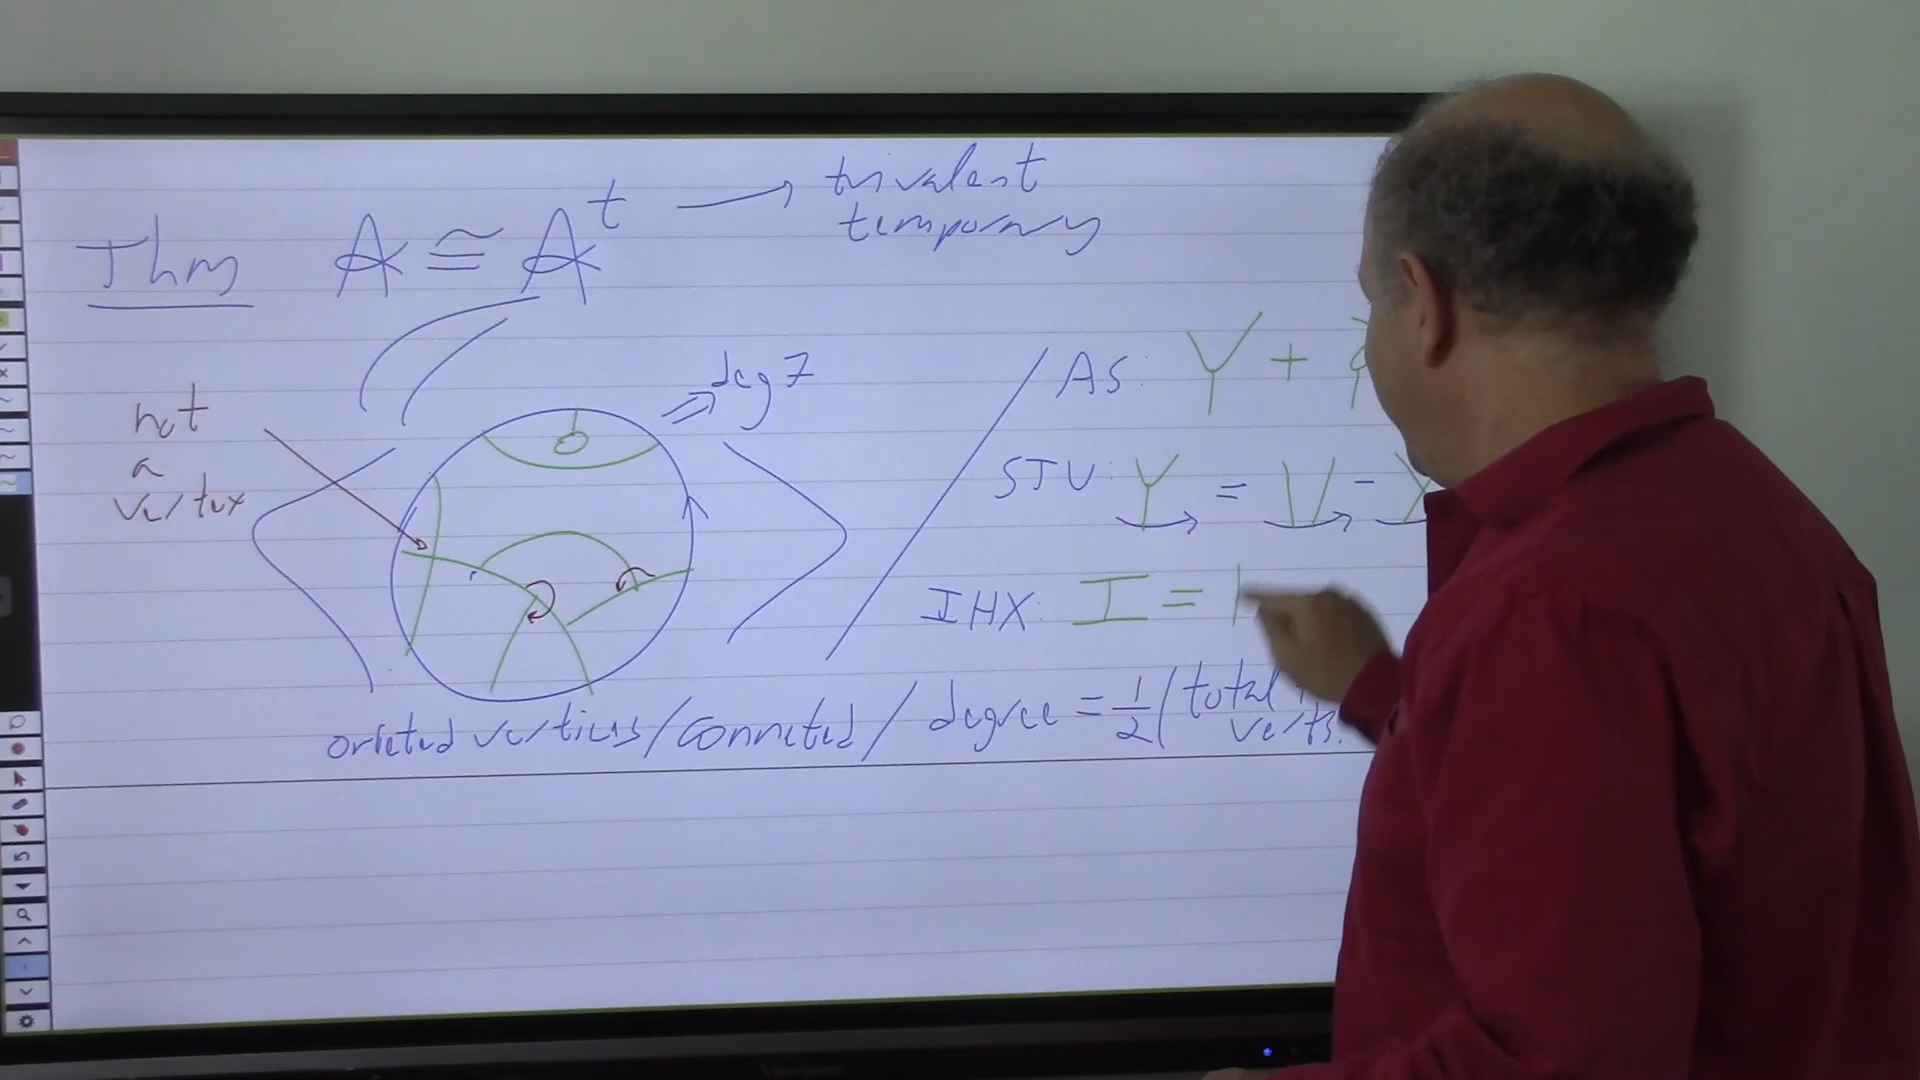 Thm A ≅ A^t → trivalent
temporary
not
a
vertex
⇒ deg 7
AS: Y +
STU: Y = V -
IHX: I =
oriented vertices/connected/degree = 1/2 (total
verts.